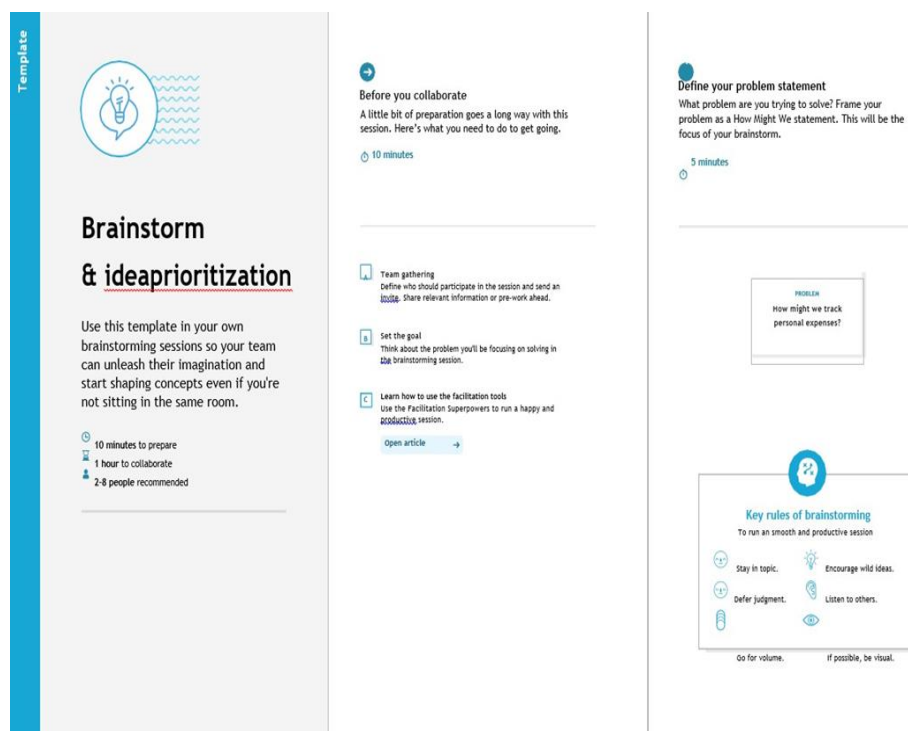 Template
Brainstorm
& ideaprioritization
Use this template in your own
brainstorming sessions so your team
can unleash their imagination and
start shaping concepts even if you're
not sitting in the same room.
10 minutes to prepare
1 hour to collaborate
2-8 people recommended
Before you collaborate
A little bit of preparation goes a long way with this
session. Here's what you need to do to get going.
10 minutes
A
Team gathering
Define who should participate in the session and send an
invite. Share relevant information or pre-work ahead.
B
Set the goal
Think about the problem you'll be focusing on solving in
the brainstorming session.
C
Learn how to use the facilitation tools
Use the Facilitation Superpowers to run a happy and
productive session.
Open article
Define your problem statement
What problem are you trying to solve? Frame your
problem as a How Might We statement. This will be the
focus of your brainstorm.
5 minutes
PROBLEM
How might we track
personal expenses?
Key rules of brainstorming
To run an smooth and productive session
Stay in topic.
Encourage wild ideas.
Defer judgment.
Listen to others.
Go for volume.
If possible, be visual.